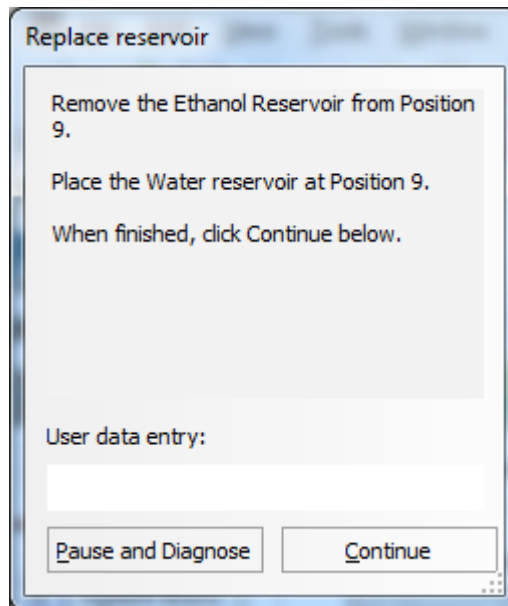 Replace reservoir
Remove the Ethanol Reservoir from Position
9.
Place the Water reservoir at Position 9.
When finished, click Continue below.
User data entry:
Pause and Diagnose
Continue